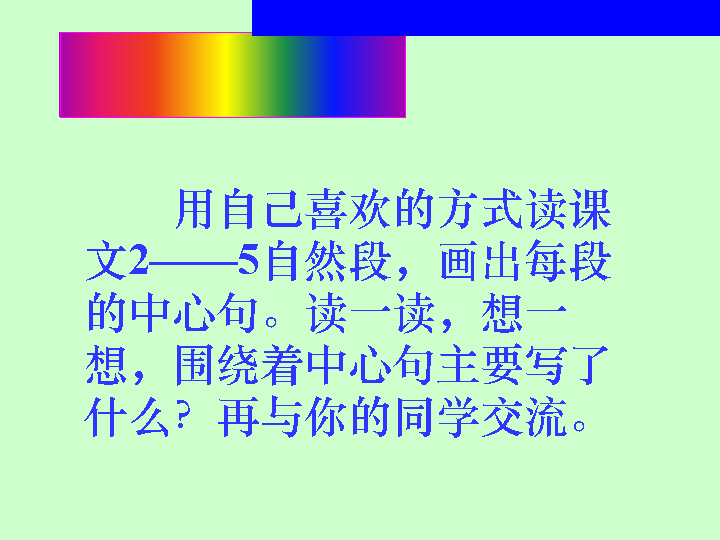 用自己喜欢的方式读课
文2——5自然段，画出每段
的中心句。读一读，想一
想，围绕着中心句主要写了
什么？再与你的同学交流。